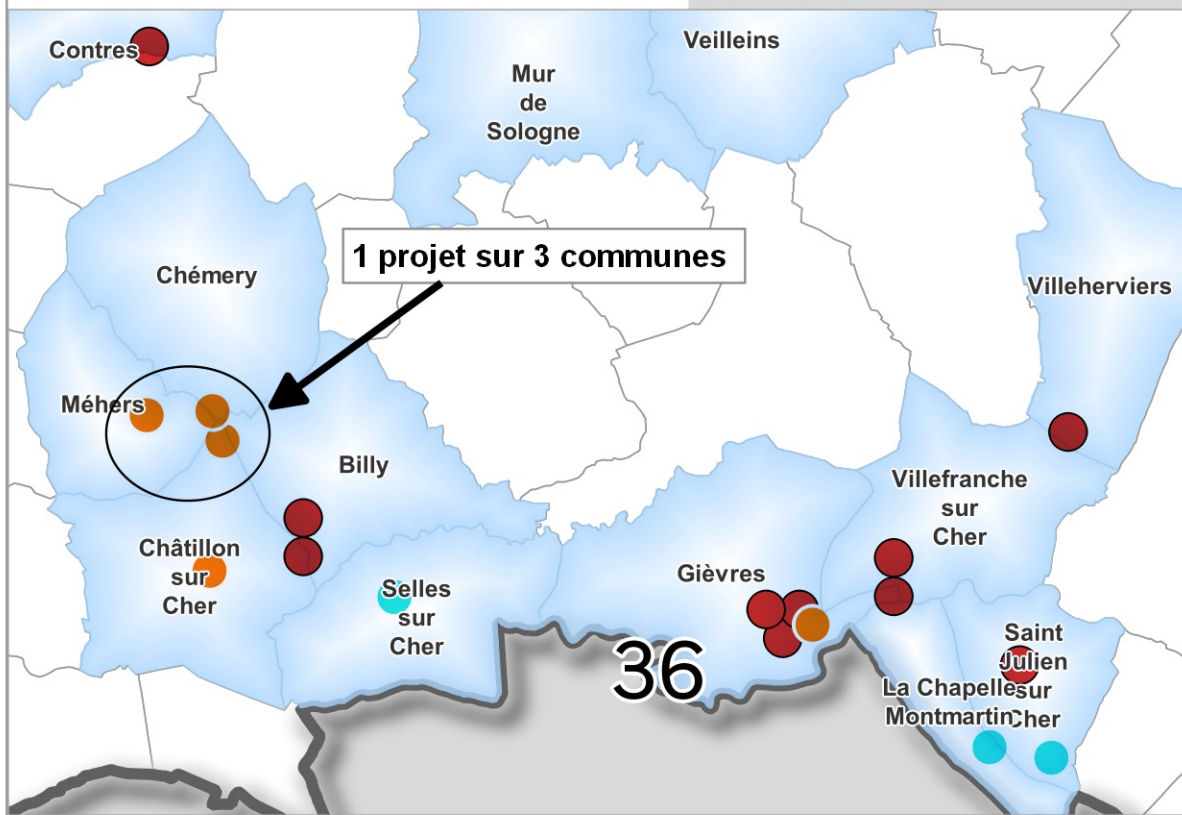 Contres
Veilleins
Mur
de
Sologne
1 projet sur 3 communes
Chémery
Villeherviers
Méhers
Billy
Villefranche
sur
Cher
Châtillon
sur
Cher
Selles
sur
Cher
Gièvres
36
Saint
Julien
sur
Cher
La Chapelle
Montmartin